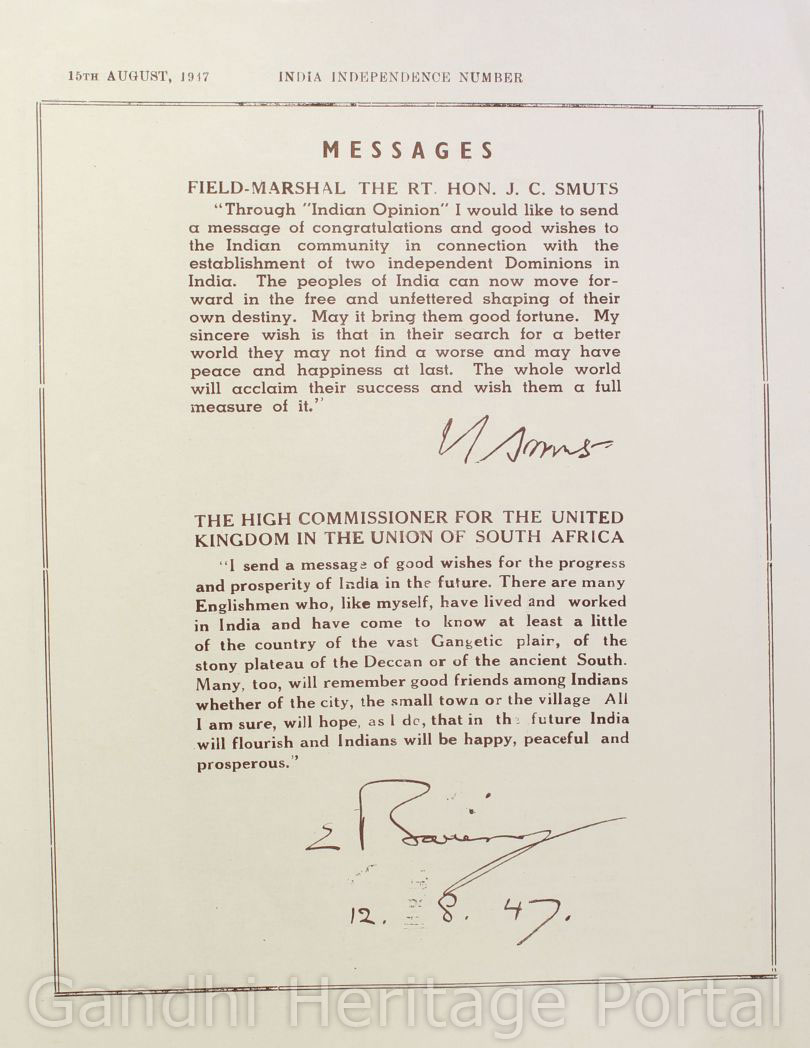 15TH AUGUST, 1947 INDIA INDEPENDENCE NUMBER
MESSAGES
FIELD-MARSHAL THE RT. HON. J. C. SMUTS
"Through "Indian Opinion" I would like to send
a message of congratulations and good wishes to
the Indian community in connection with the
establishment of two independent Dominions in
India. The peoples of India can now move for-
ward in the free and unfettered shaping of their
own destiny. May it bring them good fortune. My
sincere wish is that in their search for a better
world they may not find a worse and may have
peace and happiness at last. The whole world
will acclaim their success and wish them a full
measure of it."
Smuts
THE HIGH COMMISSIONER FOR THE UNITED
KINGDOM IN THE UNION OF SOUTH AFRICA
"I send a message of good wishes for the progress
and prosperity of India in the future. There are many
Englishmen who, like myself, have lived and worked
in India and have come to know at least a little
of the country of the vast Gangetic plair, of the
stony plateau of the Deccan or of the ancient South.
Many, too, will remember good friends among Indians
whether of the city, the small town or the village All
I am sure, will hope, as I do, that in the future India
will flourish and Indians will be happy, peaceful and
prosperous."
E Baring
12. 8. 47.
Gandhi Heritage Portal